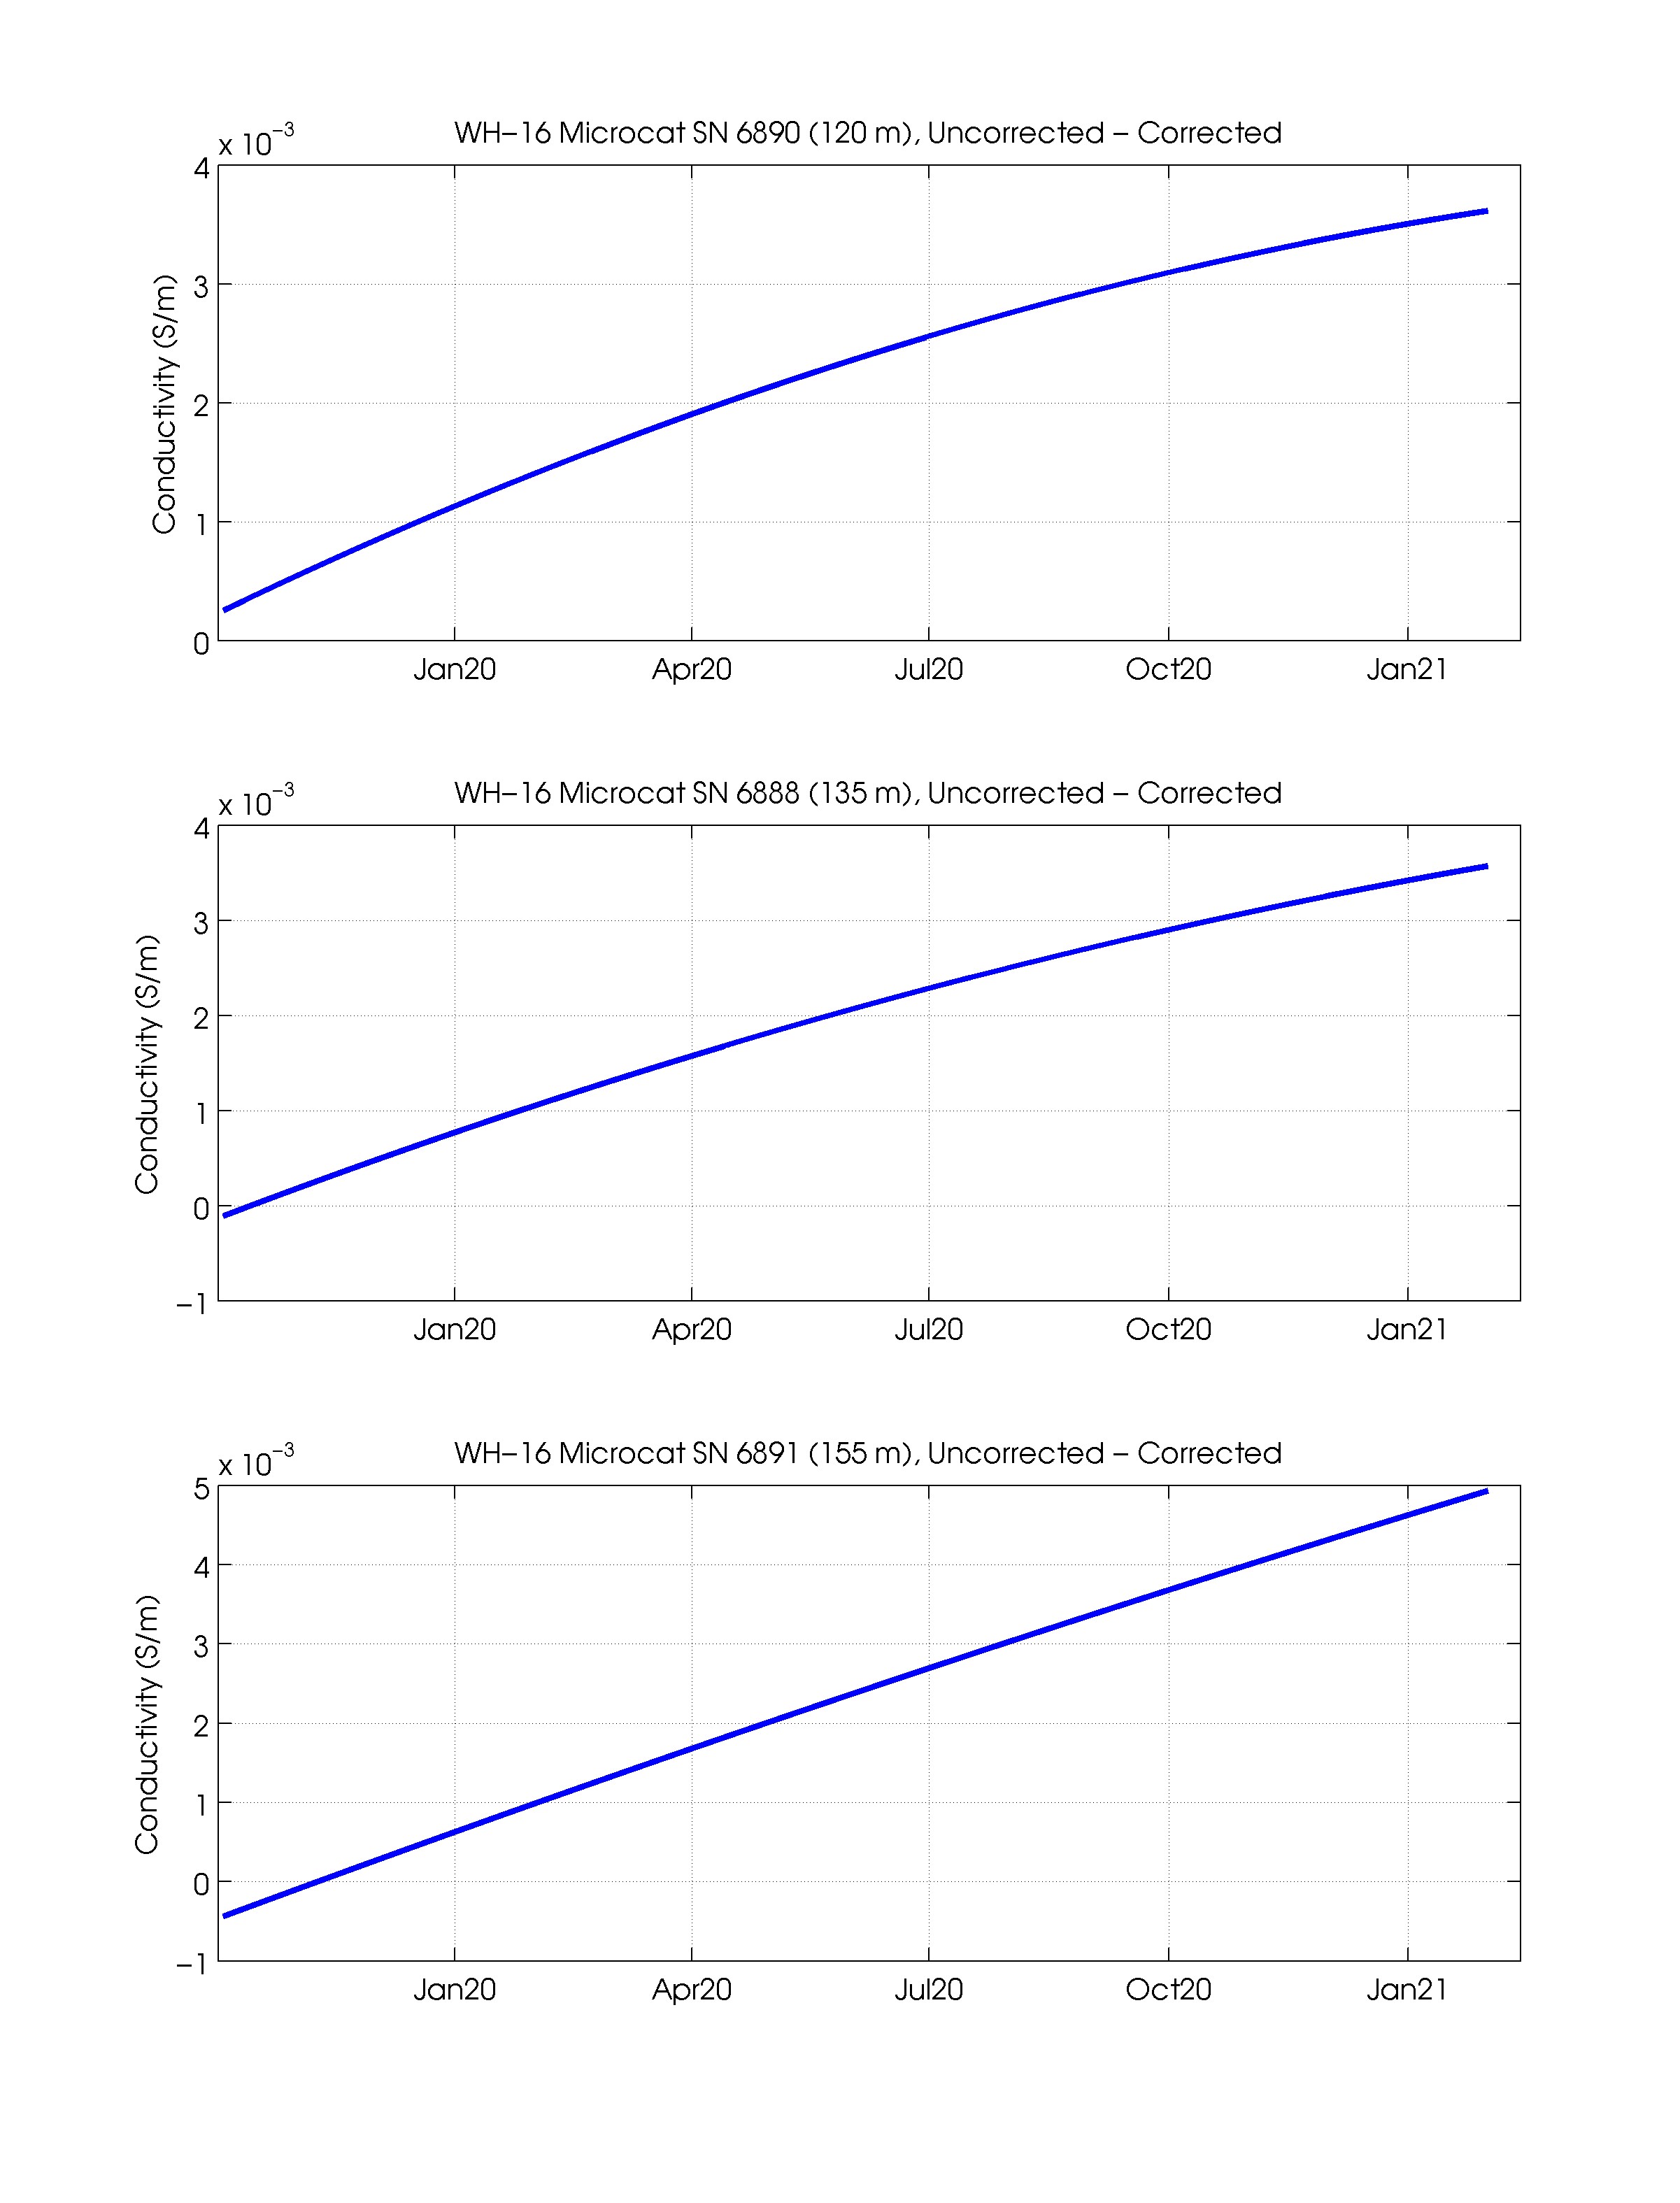 WH−16 Microcat SN 6890 (120 m), Uncorrected − Corrected
x 10−3
4
3
2
1
0
Conductivity (S/m)
Jan20 Apr20 Jul20 Oct20 Jan21
WH−16 Microcat SN 6888 (135 m), Uncorrected − Corrected
x 10−3
4
3
2
1
0
−1
Conductivity (S/m)
Jan20 Apr20 Jul20 Oct20 Jan21
WH−16 Microcat SN 6891 (155 m), Uncorrected − Corrected
x 10−3
5
4
3
2
1
0
−1
Conductivity (S/m)
Jan20 Apr20 Jul20 Oct20 Jan21